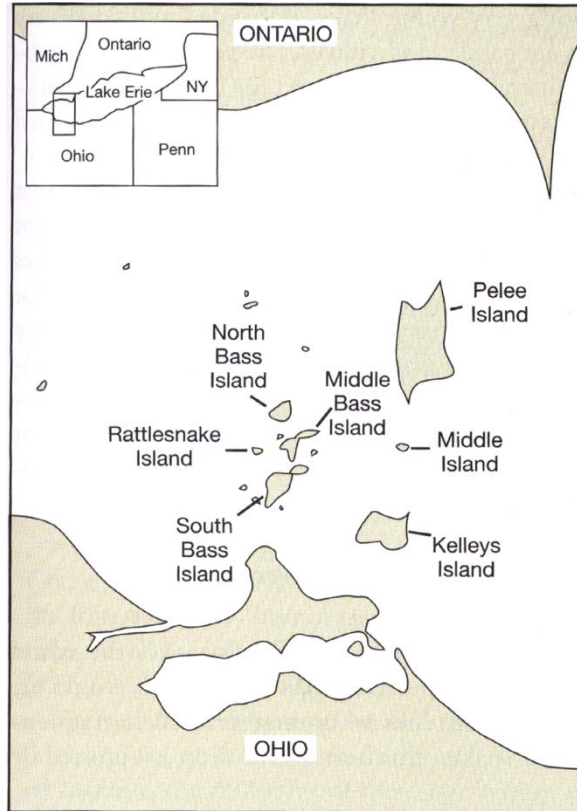 ONTARIO
Mich
Ontario
Lake Erie
NY
Ohio
Penn
Pelee
Island
North
Bass
Island
Middle
Bass
Island
Rattlesnake
Island
Middle
Island
South
Bass
Island
Kelleys
Island
OHIO